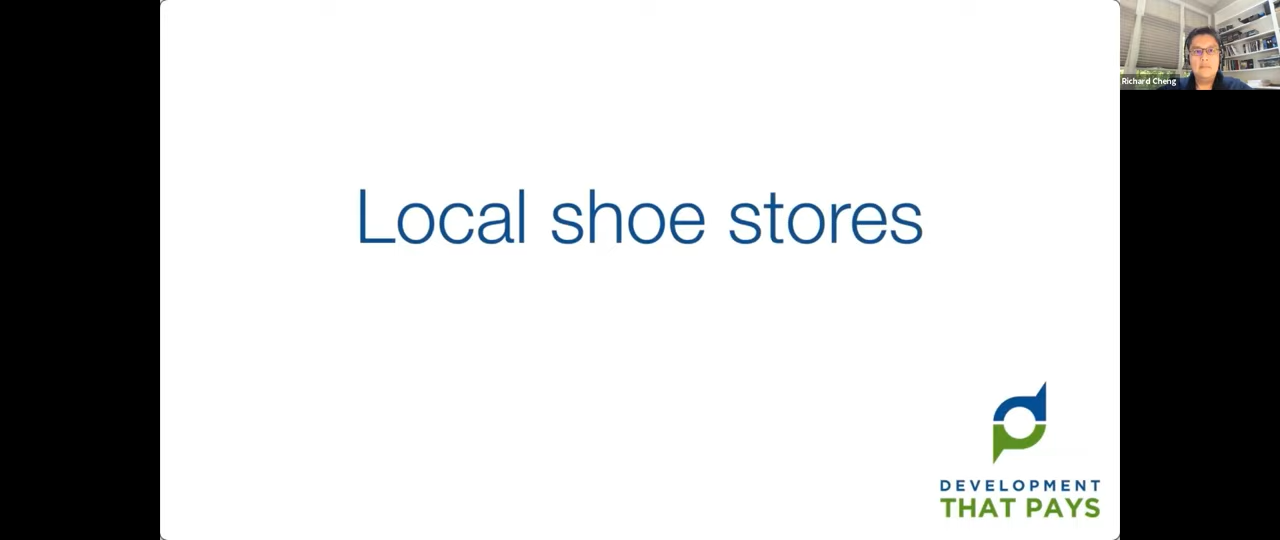 Local shoe stores
Richard Cheng
DEVELOPMENT
THAT PAYS